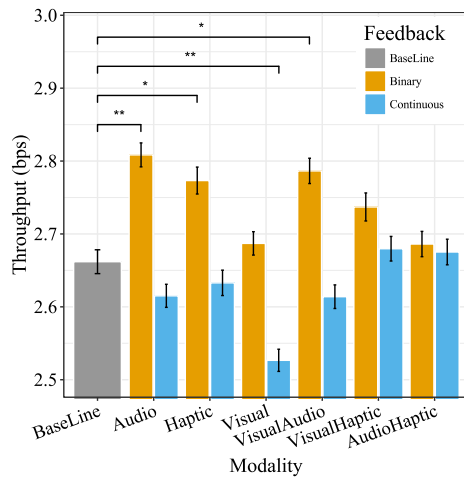 3.0
2.9
2.8
2.7
2.6
2.5
Throughput (bps)
*
**
*
**
Feedback
BaseLine
Binary
Continuous
BaseLine
Audio
Haptic
Visual
VisualAudio
VisualHaptic
AudioHaptic
Modality